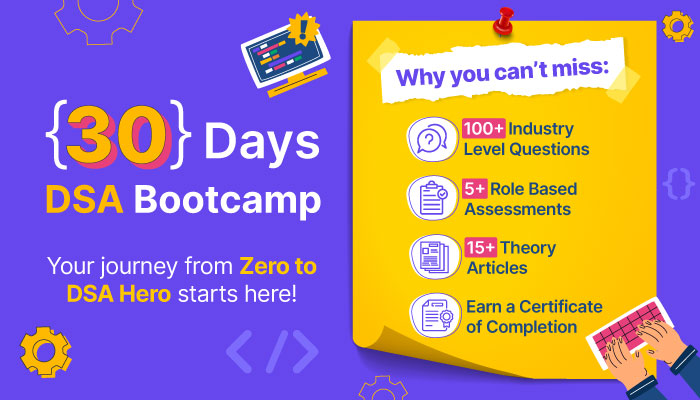 {30} Days
DSA Bootcamp
Your journey from Zero to
DSA Hero starts here!
</>
Why you can't miss:
100+ Industry
Level Questions
5+ Role Based
Assessments
15+ Theory
Articles
Earn a Certificate
of Completion
{}